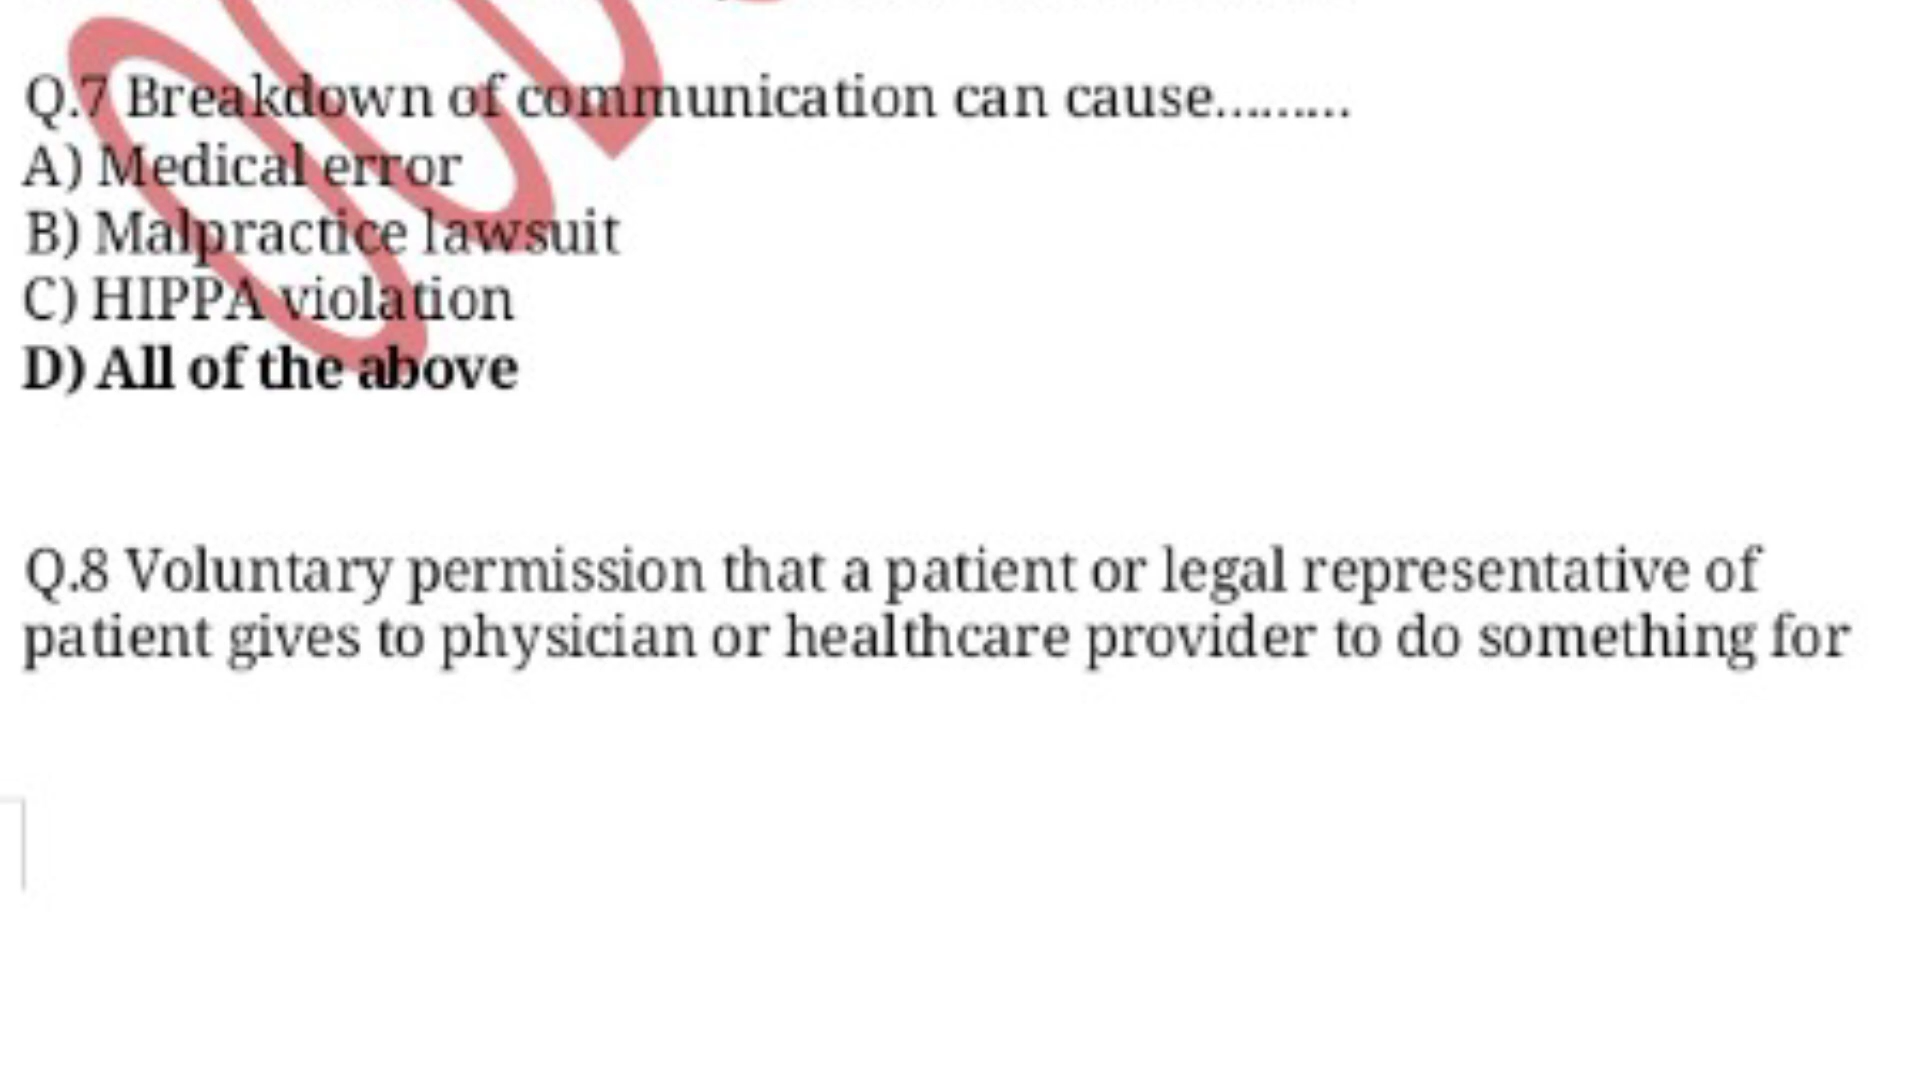 Q.7 Breakdown of communication can cause.........
A) Medical error
B) Malpractice lawsuit
C) HIPPA violation
D) All of the above
Q.8 Voluntary permission that a patient or legal representative of
patient gives to physician or healthcare provider to do something for